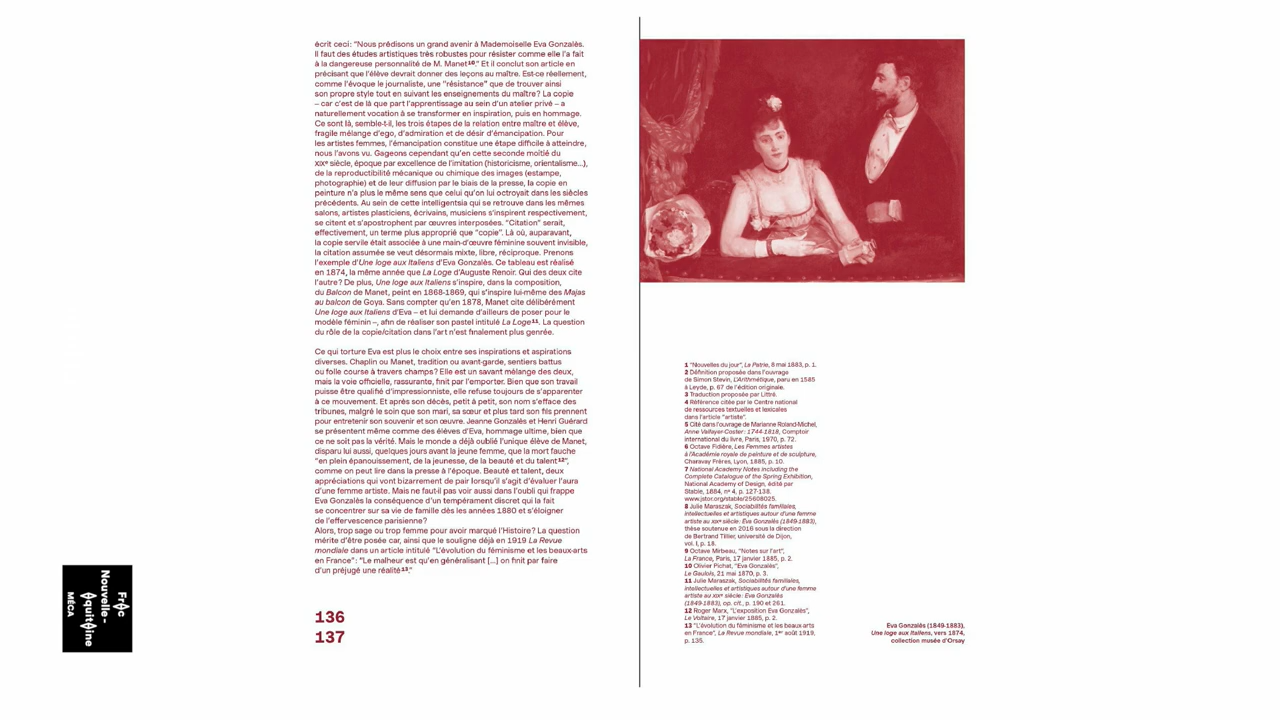 écrit ceci: "Nous prédisons un grand avenir à Mademoiselle Eva Gonzalès.
Il faut des études artistiques très robustes pour résister comme elle l'a fait
à la dangereuse personnalité de M. Manet¹⁰." Et il conclut son article en
précisant que l'élève devrait donner des leçons au maître. Est-ce réellement,
comme l'évoque le journaliste, une "résistance" que de trouver ainsi
son propre style tout en suivant les enseignements du maître? La copie
– car c'est de là que part l'apprentissage au sein d'un atelier privé – a
naturellement vocation à se transformer en inspiration, puis en hommage.
Ce sont là, semble-t-il, les trois étapes de la relation entre maître et élève,
fragile mélange d'ego, d'admiration et de désir d'émancipation. Pour
les artistes femmes, l'émancipation constitue une étape difficile à atteindre,
nous l'avons vu. Gageons cependant qu'en cette seconde moitié du
XIXᵉ siècle, époque par excellence de l'imitation (historicisme, orientalisme…),
de la reproductibilité mécanique ou chimique des images (estampe,
photographie) et de leur diffusion par le biais de la presse, la copie en
peinture n'a plus le même sens que celui qu'on lui octroyait dans les siècles
précédents. Au sein de cette intelligentsia qui se retrouve dans les mêmes
salons, artistes plasticiens, écrivains, musiciens s'inspirent respectivement,
se citent et s'apostrophent par œuvres interposées. "Citation" serait,
effectivement, un terme plus approprié que "copie". Là où, auparavant,
la copie servile était associée à une main-d'œuvre féminine souvent invisible,
la citation assumée se veut désormais mixte, libre, réciproque. Prenons
l'exemple d'Une loge aux Italiens d'Eva Gonzalès. Ce tableau est réalisé
en 1874, la même année que La Loge d'Auguste Renoir. Qui des deux cite
l'autre? De plus, Une loge aux Italiens s'inspire, dans la composition,
du Balcon de Manet, peint en 1868-1869, qui s'inspire lui-même des Majas
au balcon de Goya. Sans compter qu'en 1878, Manet cite délibérément
Une loge aux Italiens d'Eva – et lui demande d'ailleurs de poser pour le
modèle féminin –, afin de réaliser son pastel intitulé La Loge¹¹. La question
du rôle de la copie/citation dans l'art n'est finalement plus genrée.
Ce qui torture Eva est plus le choix entre ses inspirations et aspirations
diverses. Chaplin ou Manet, tradition ou avant-garde, sentiers battus
ou folle course à travers champs? Elle est un savant mélange des deux,
mais la voie officielle, rassurante, finit par l'emporter. Bien que son travail
puisse être qualifié d'impressionniste, elle refuse toujours de s'apparenter
à ce mouvement. Et après son décès, petit à petit, son nom s'efface des
tribunes, malgré le soin que son mari, sa sœur et plus tard son fils prennent
pour entretenir son souvenir et son œuvre. Jeanne Gonzalès et Henri Guérard
se présentent même comme des élèves d'Eva, hommage ultime, bien que
ce ne soit pas la vérité. Mais le monde a déjà oublié l'unique élève de Manet,
disparu lui aussi, quelques jours avant la jeune femme, que la mort fauche
"en plein épanouissement, de la jeunesse, de la beauté et du talent¹²",
comme on peut lire dans la presse à l'époque. Beauté et talent, deux
appréciations qui vont bizarrement de pair lorsqu'il s'agit d'évaluer l'aura
d'une femme artiste. Mais ne faut-il pas voir aussi dans l'oubli qui frappe
Eva Gonzalès la conséquence d'un tempérament discret qui la fait
se concentrer sur sa vie de famille dès les années 1880 et s'éloigner
de l'effervescence parisienne?
Alors, trop sage ou trop femme pour avoir marqué l'Histoire? La question
mérite d'être posée car, ainsi que le souligne déjà en 1919 La Revue
mondiale dans un article intitulé "L'évolution du féminisme et les beaux-arts
en France": "Le malheur est qu'en généralisant […] on finit par faire
d'un préjugé une réalité¹³."
136
137
Frac
Nouvelle-
Aquitaine
MÉCA
1 "Nouvelles du jour", La Patrie, 8 mai 1883, p. 1.
2 Définition proposée dans l'ouvrage
de Simon Stevin, L'Arithmétique, paru en 1585
à Leyde, p. 67 de l'édition originale.
3 Traduction proposée par Littré.
4 Référence citée par le Centre national
de ressources textuelles et lexicales
dans l'article "artiste".
5 Cité dans l'ouvrage de Marianne Roland-Michel,
Anne Vallayer-Coster: 1744-1818, Comptoir
international du livre, Paris, 1970, p. 72.
6 Octave Fidière, Les Femmes artistes
à l'Académie royale de peinture et de sculpture,
Charavay Frères, Lyon, 1885, p. 10.
7 National Academy Notes including the
Complete Catalogue of the Spring Exhibition,
National Academy of Design, édité par
Stable, 1884, nº 4, p. 127-138.
www.jstor.org/stable/25608025.
8 Julie Maraszak, Sociabilités familiales,
intellectuelles et artistiques autour d'une femme
artiste au XIXᵉ siècle: Eva Gonzalès (1849-1883),
thèse soutenue en 2016 sous la direction
de Bertrand Tillier, université de Dijon,
vol. I, p. 18.
9 Octave Mirbeau, "Notes sur l'art",
La France, Paris, 17 janvier 1885, p. 2.
10 Olivier Pichat, "Eva Gonzalès",
Le Gaulois, 21 mai 1870, p. 3.
11 Julie Maraszak, Sociabilités familiales,
intellectuelles et artistiques autour d'une femme
artiste au XIXᵉ siècle: Eva Gonzalès
(1849-1883), op. cit., p. 190 et 261.
12 Roger Marx, "L'exposition Eva Gonzalès",
Le Voltaire, 17 janvier 1885, p. 2.
13 "L'évolution du féminisme et les beaux-arts
en France", La Revue mondiale, 1ᵉʳ août 1919,
p. 135.
Eva Gonzalès (1849-1883),
Une loge aux Italiens, vers 1874,
collection musée d'Orsay